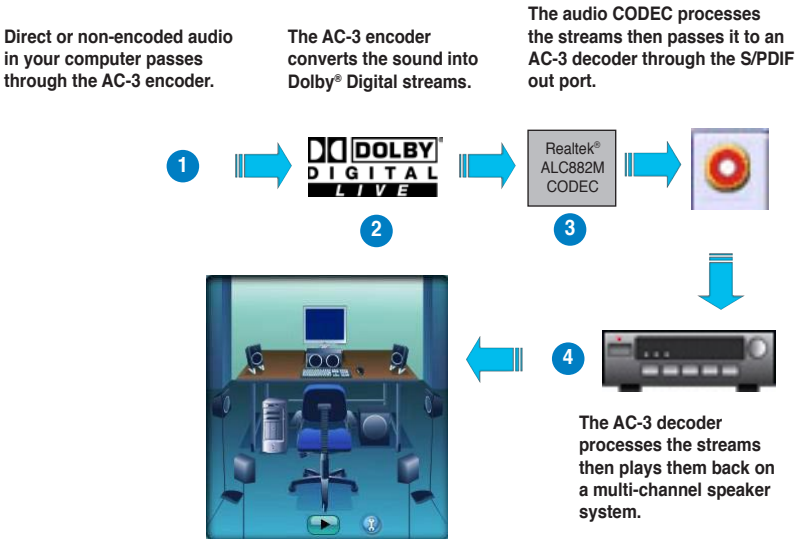 Direct or non-encoded audio
in your computer passes
through the AC-3 encoder.
The AC-3 encoder
converts the sound into
Dolby® Digital streams.
The audio CODEC processes
the streams then passes it to an
AC-3 decoder through the S/PDIF
out port.
1
DOLBY®
DIGITAL
LIVE
2
Realtek®
ALC882M
CODEC
3
4
The AC-3 decoder
processes the streams
then plays them back on
a multi-channel speaker
system.